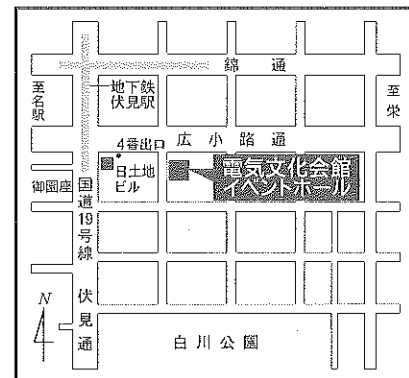 錦通
至名駅
地下鉄
伏見駅
至栄
4番出口
広小路通
日土地
ビル
電気文化会館
イベントホール
御園座
国道19号線
伏見通
N
白川公園